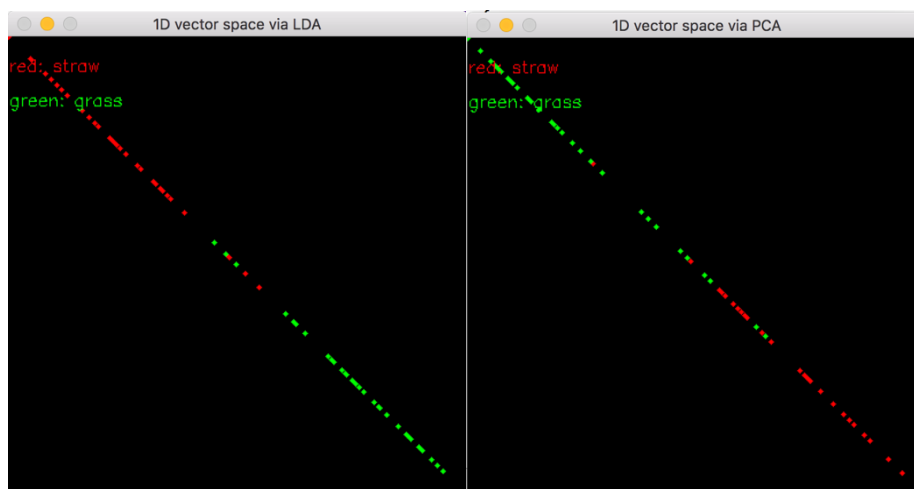 1D vector space via LDA
red: straw
green: grass
1D vector space via PCA
red: straw
green: grass